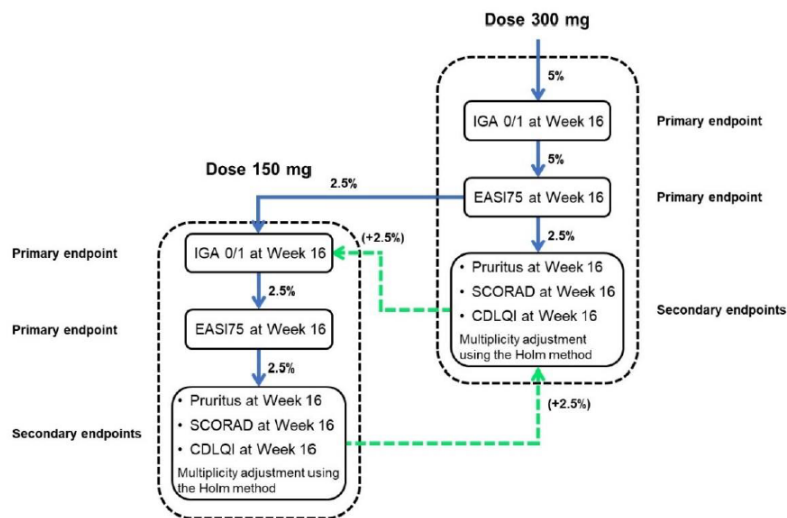 Dose 300 mg
5%
IGA 0/1 at Week 16
Primary endpoint
5%
Dose 150 mg
2.5%
EASI75 at Week 16
Primary endpoint
2.5%
(+2.5%)
Primary endpoint
IGA 0/1 at Week 16
• Pruritus at Week 16
• SCORAD at Week 16
• CDLQI at Week 16
Multiplicity adjustment
using the Holm method
Secondary endpoints
2.5%
Primary endpoint
EASI75 at Week 16
2.5%
(+2.5%)
Secondary endpoints
• Pruritus at Week 16
• SCORAD at Week 16
• CDLQI at Week 16
Multiplicity adjustment using
the Holm method